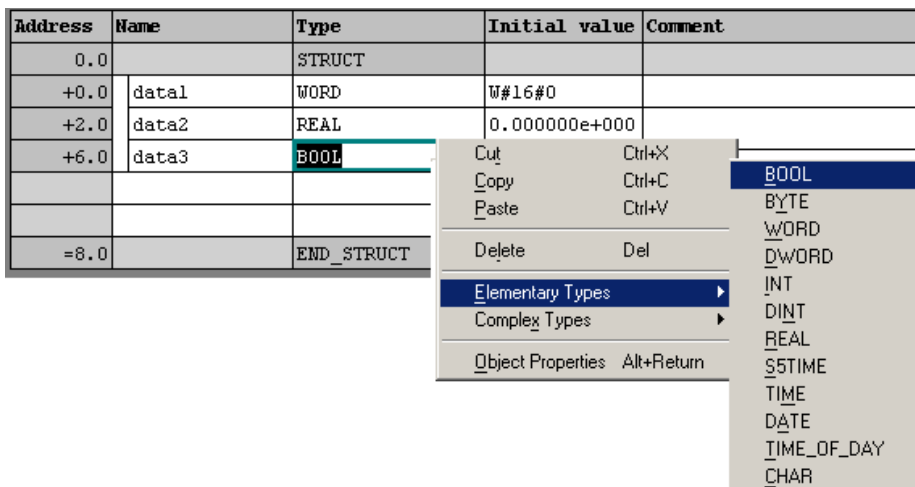 Address Name Type Initial value Comment
0.0 STRUCT
+0.0 data1 WORD W#16#0
+2.0 data2 REAL 0.000000e+000
+6.0 data3 BOOL
=8.0 END_STRUCT
Cut Ctrl+X
Copy Ctrl+C
Paste Ctrl+V
Delete Del
Elementary Types
Complex Types
Object Properties Alt+Return
BOOL
BYTE
WORD
DWORD
INT
DINT
REAL
S5TIME
TIME
DATE
TIME_OF_DAY
CHAR